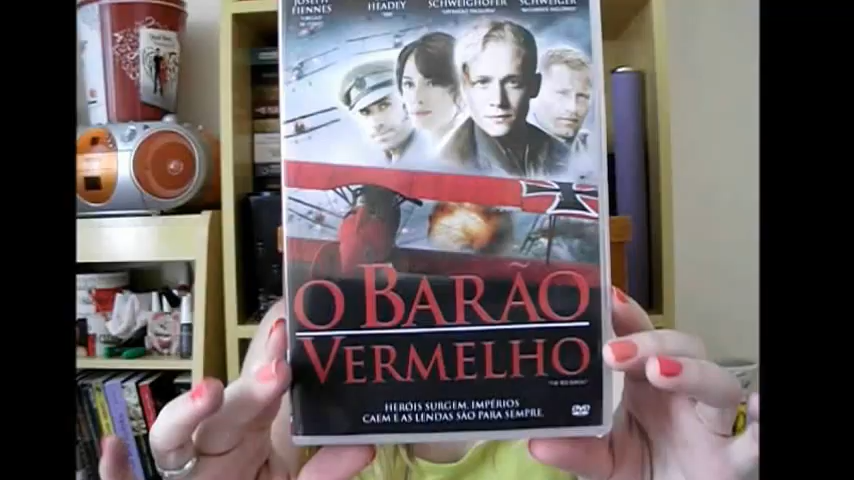 JOSEPH HEADEY SCHWEIGHÖFER SCHWEIGER
FIENNES
O BARÃO
VERMELHO
HERÓIS SURGEM, IMPÉRIOS
CAEM E AS LENDAS SÃO PARA SEMPRE.
DVD